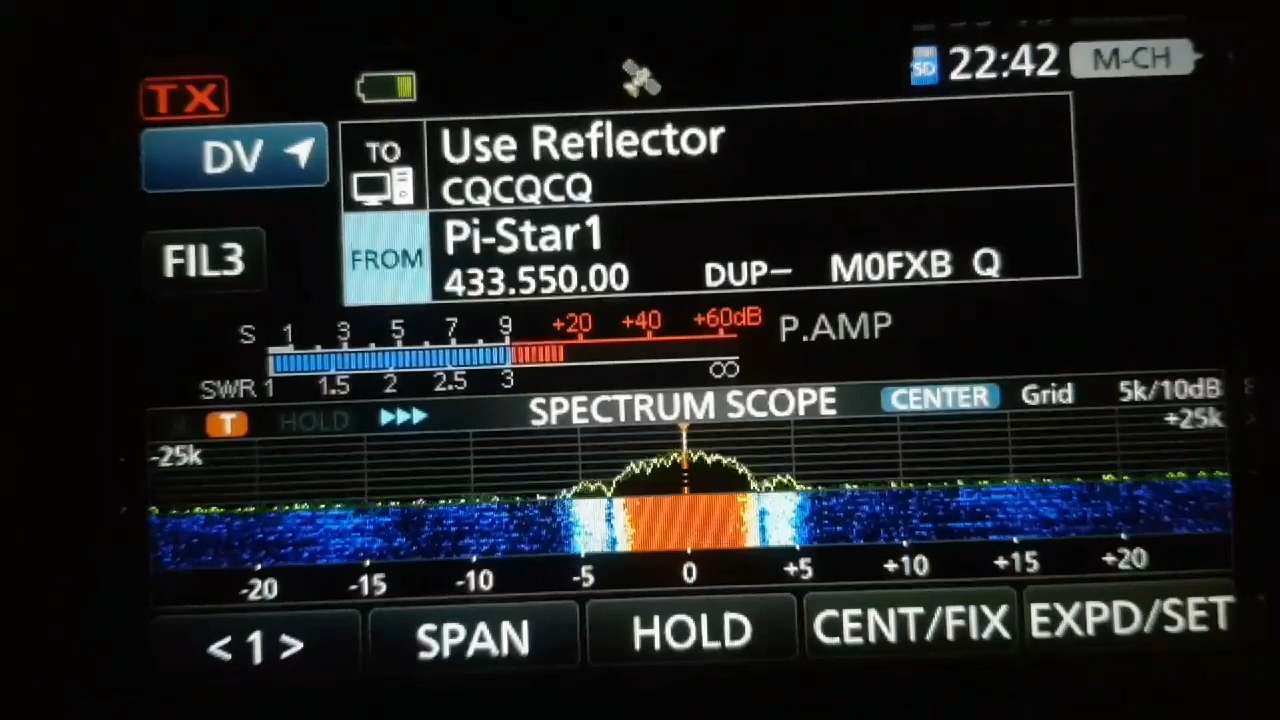 TX
SD 22:42 M-CH
DV
TO Use Reflector
CQCQCQ
FIL3
FROM Pi-Star1
433.550.00 DUP– M0FXB Q
S 1 3 5 7 9 +20 +40 +60dB P.AMP
SWR 1 1.5 2 2.5 3 ∞
T HOLD SPECTRUM SCOPE CENTER Grid 5k/10dB
-25k +25k
-20 -15 -10 -5 0 +5 +10 +15 +20
< 1 > SPAN HOLD CENT/FIX EXPD/SET